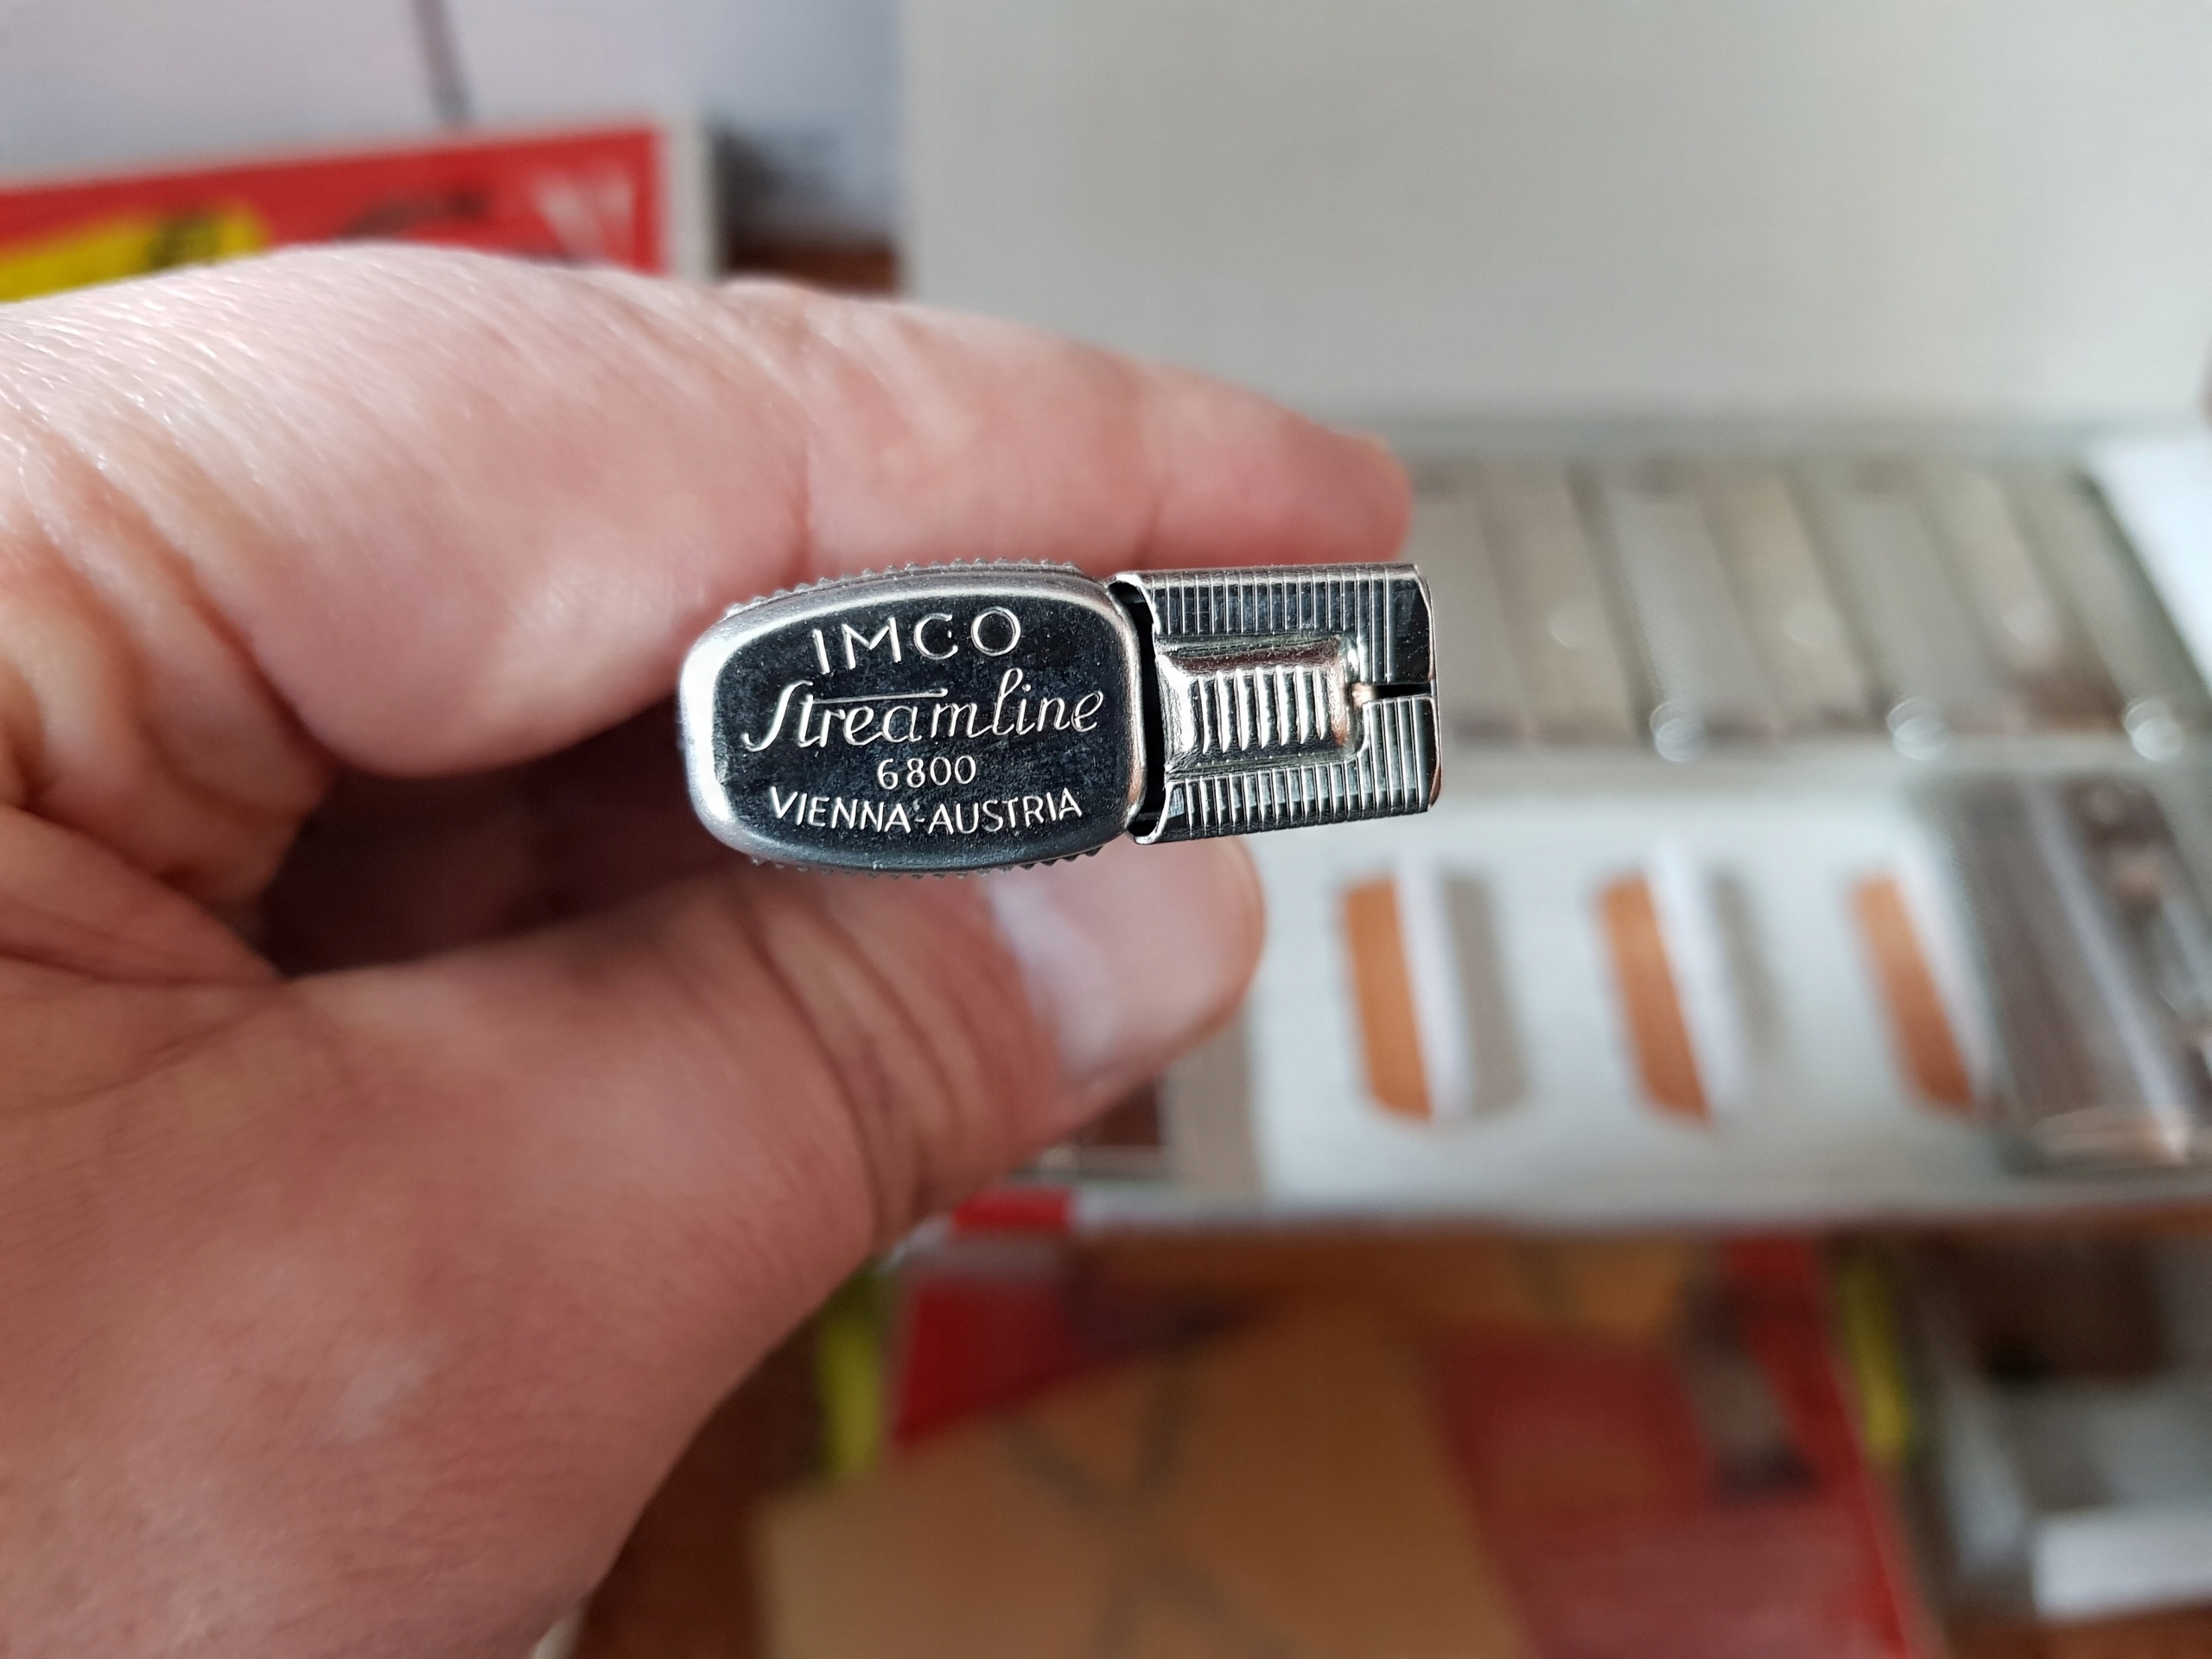 IMCO
Streamline
6800
VIENNA-AUSTRIA